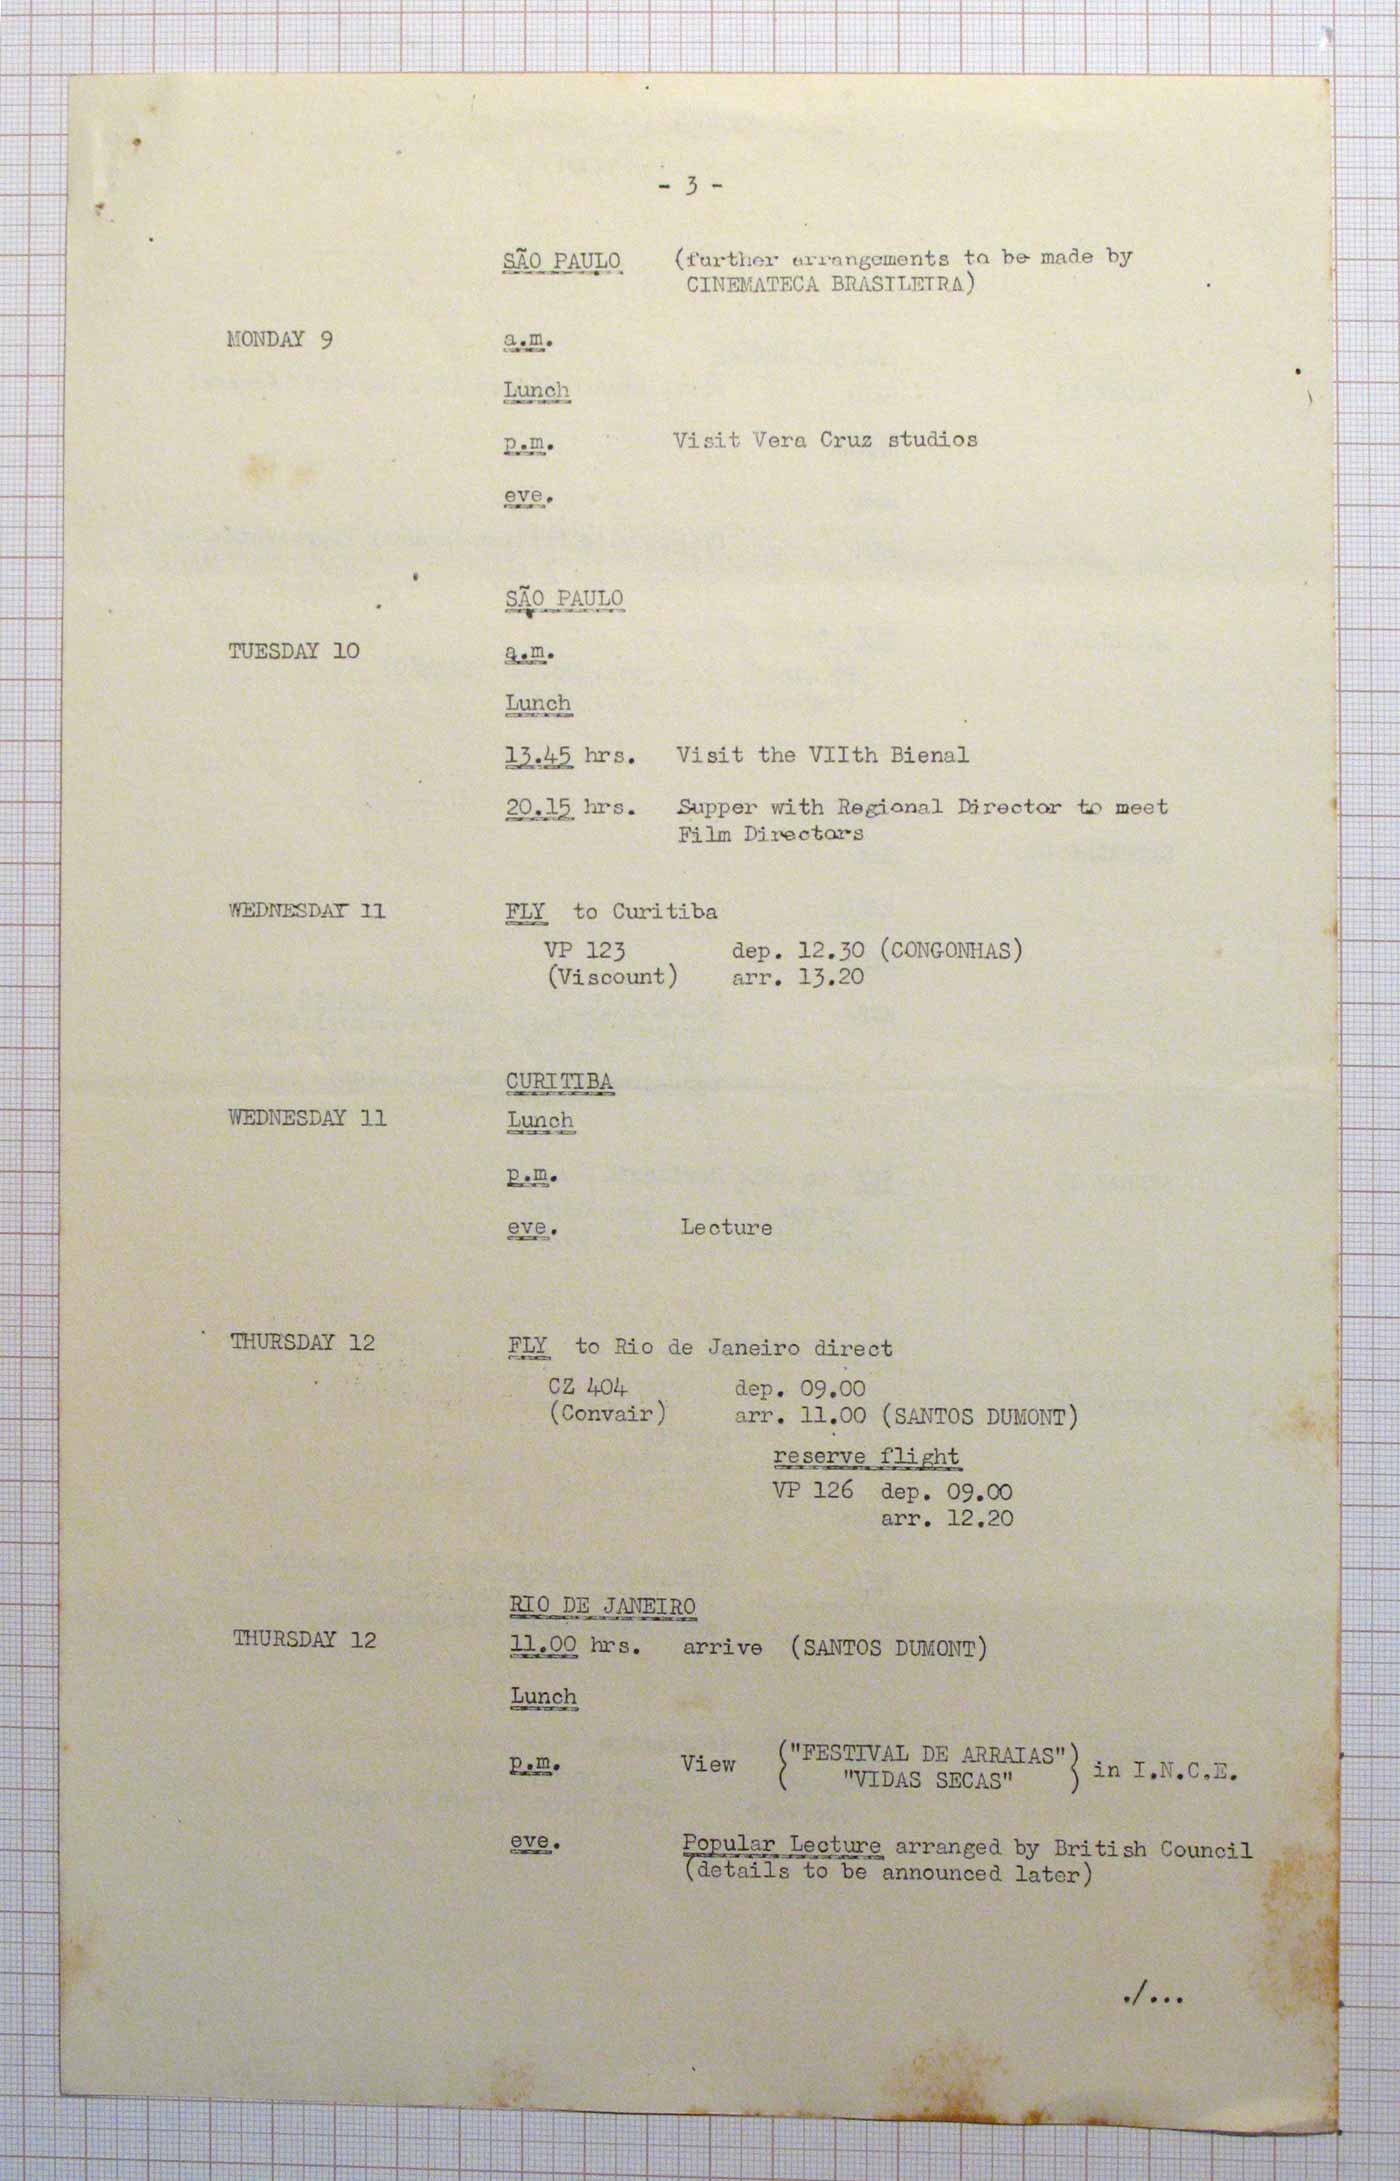 - 3 -
SÃO PAULO (further arrangements to be made by
CINEMATECA BRASILEIRA)
MONDAY 9 a.m.
Lunch
p.m. Visit Vera Cruz studios
eve.
SÃO PAULO
TUESDAY 10 a.m.
Lunch
13.45 hrs. Visit the VIIth Bienal
20.15 hrs. Supper with Regional Director to meet
Film Directors
WEDNESDAY 11 FLY to Curitiba
VP 123 dep. 12.30 (CONGONHAS)
(Viscount) arr. 13.20
CURITIBA
WEDNESDAY 11 Lunch
p.m.
eve. Lecture
THURSDAY 12 FLY to Rio de Janeiro direct
CZ 404 dep. 09.00
(Convair) arr. 11.00 (SANTOS DUMONT)
reserve flight
VP 126 dep. 09.00
arr. 12.20
RIO DE JANEIRO
THURSDAY 12 11.00 hrs. arrive (SANTOS DUMONT)
Lunch
p.m. View ("FESTIVAL DE ARRAIAS") in I.N.C.E.
( "VIDAS SECAS" )
eve. Popular Lecture arranged by British Council
(details to be announced later)
./...